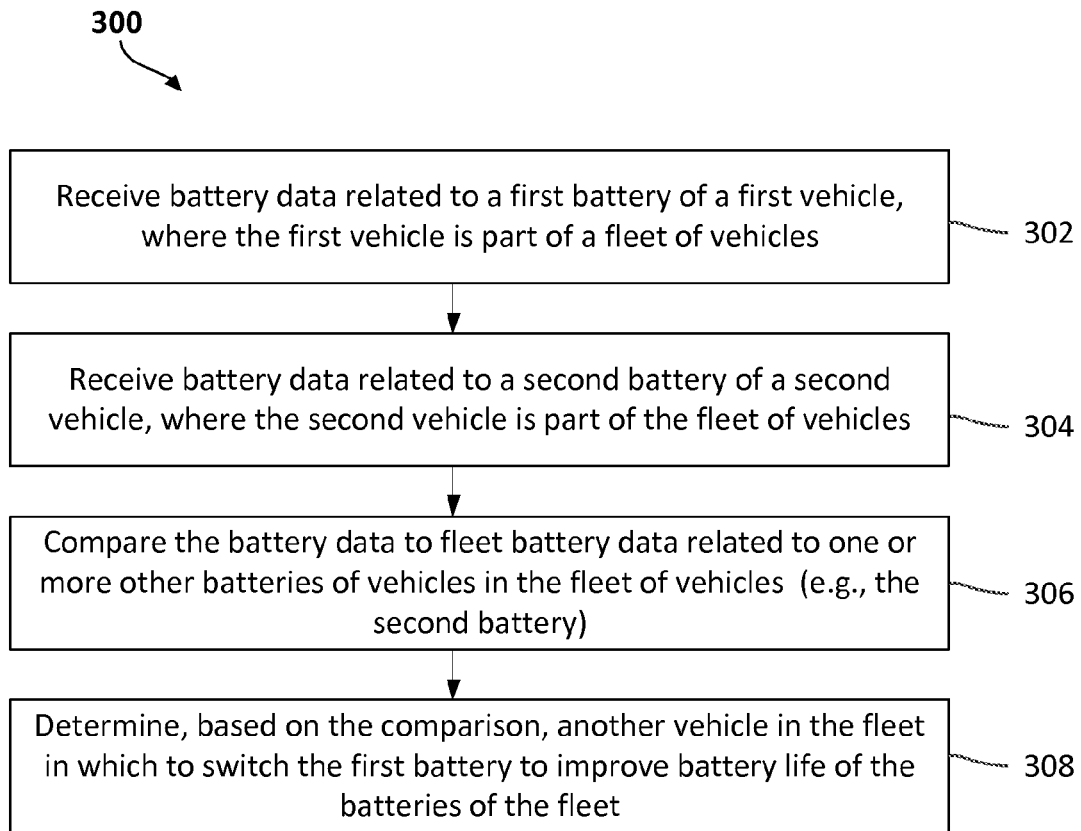 300
Receive battery data related to a first battery of a first vehicle,
where the first vehicle is part of a fleet of vehicles
302
Receive battery data related to a second battery of a second
vehicle, where the second vehicle is part of the fleet of vehicles
304
Compare the battery data to fleet battery data related to one or
more other batteries of vehicles in the fleet of vehicles (e.g., the
second battery)
306
Determine, based on the comparison, another vehicle in the fleet
in which to switch the first battery to improve battery life of the
batteries of the fleet
308